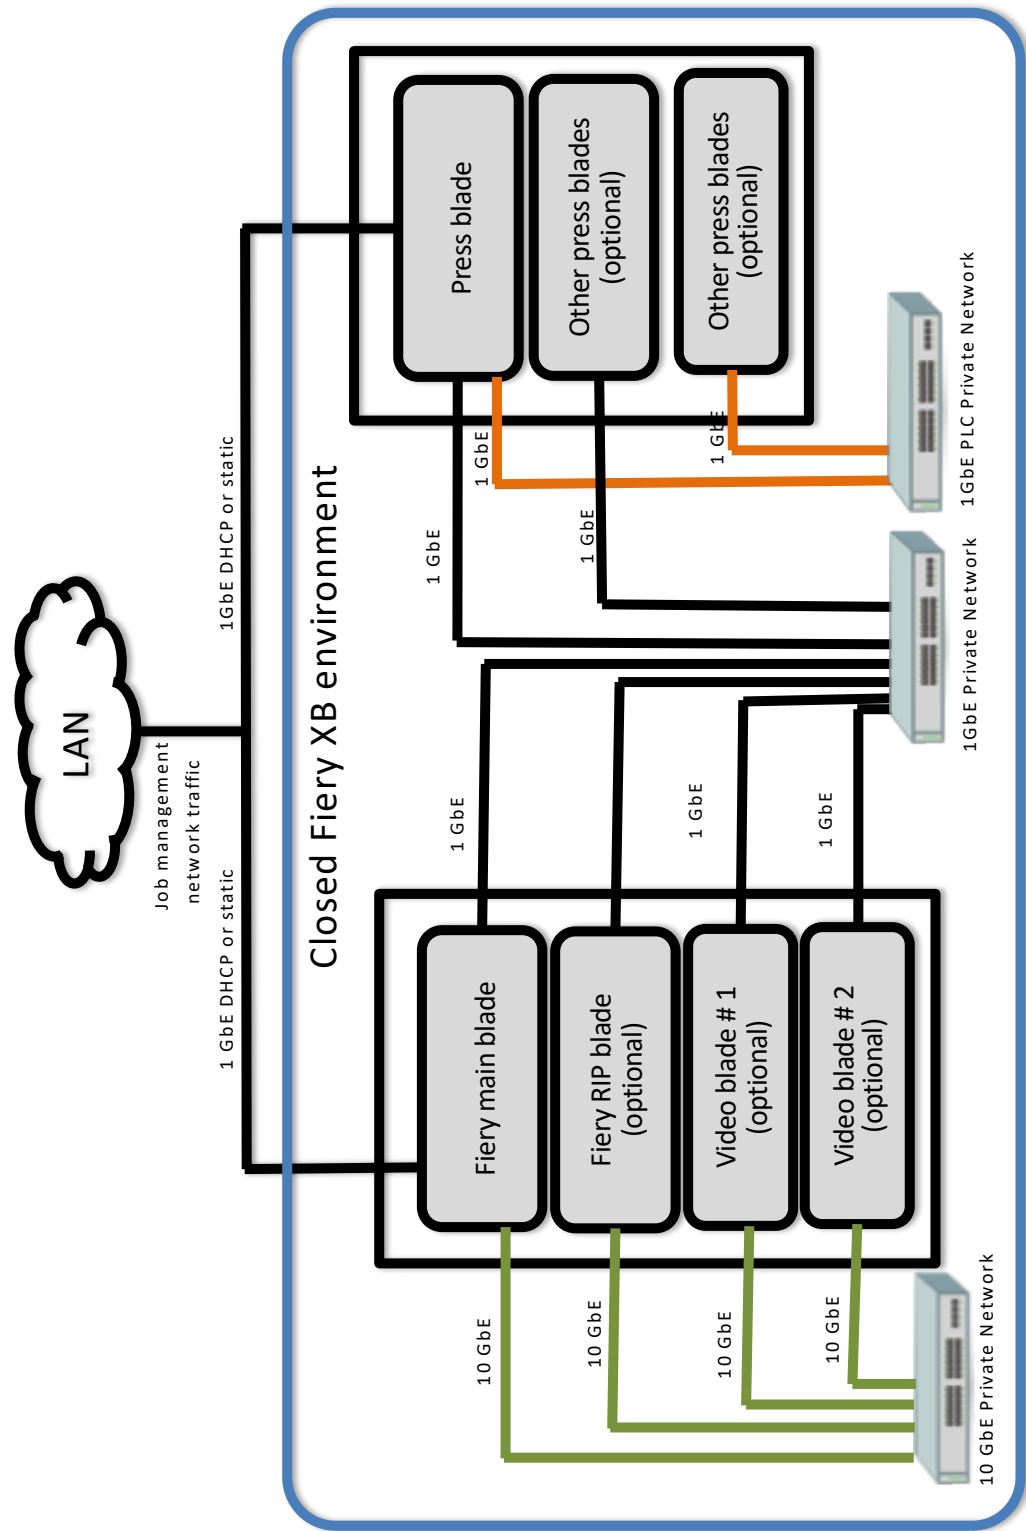 LAN
Job management
network traffic
1 GbE DHCP or static
1GbE DHCP or static
Closed Fiery XB environment
Fiery main blade
Fiery RIP blade
(optional)
Video blade # 1
(optional)
Video blade # 2
(optional)
Press blade
Other press blades
(optional)
Other press blades
(optional)
10 GbE
10 GbE
10 GbE
10 GbE
1 GbE
1 GbE
1 GbE
1 GbE
1 GbE
1 GbE
1 GbE
10 GbE Private Network
1GbE Private Network
1GbE PLC Private Network